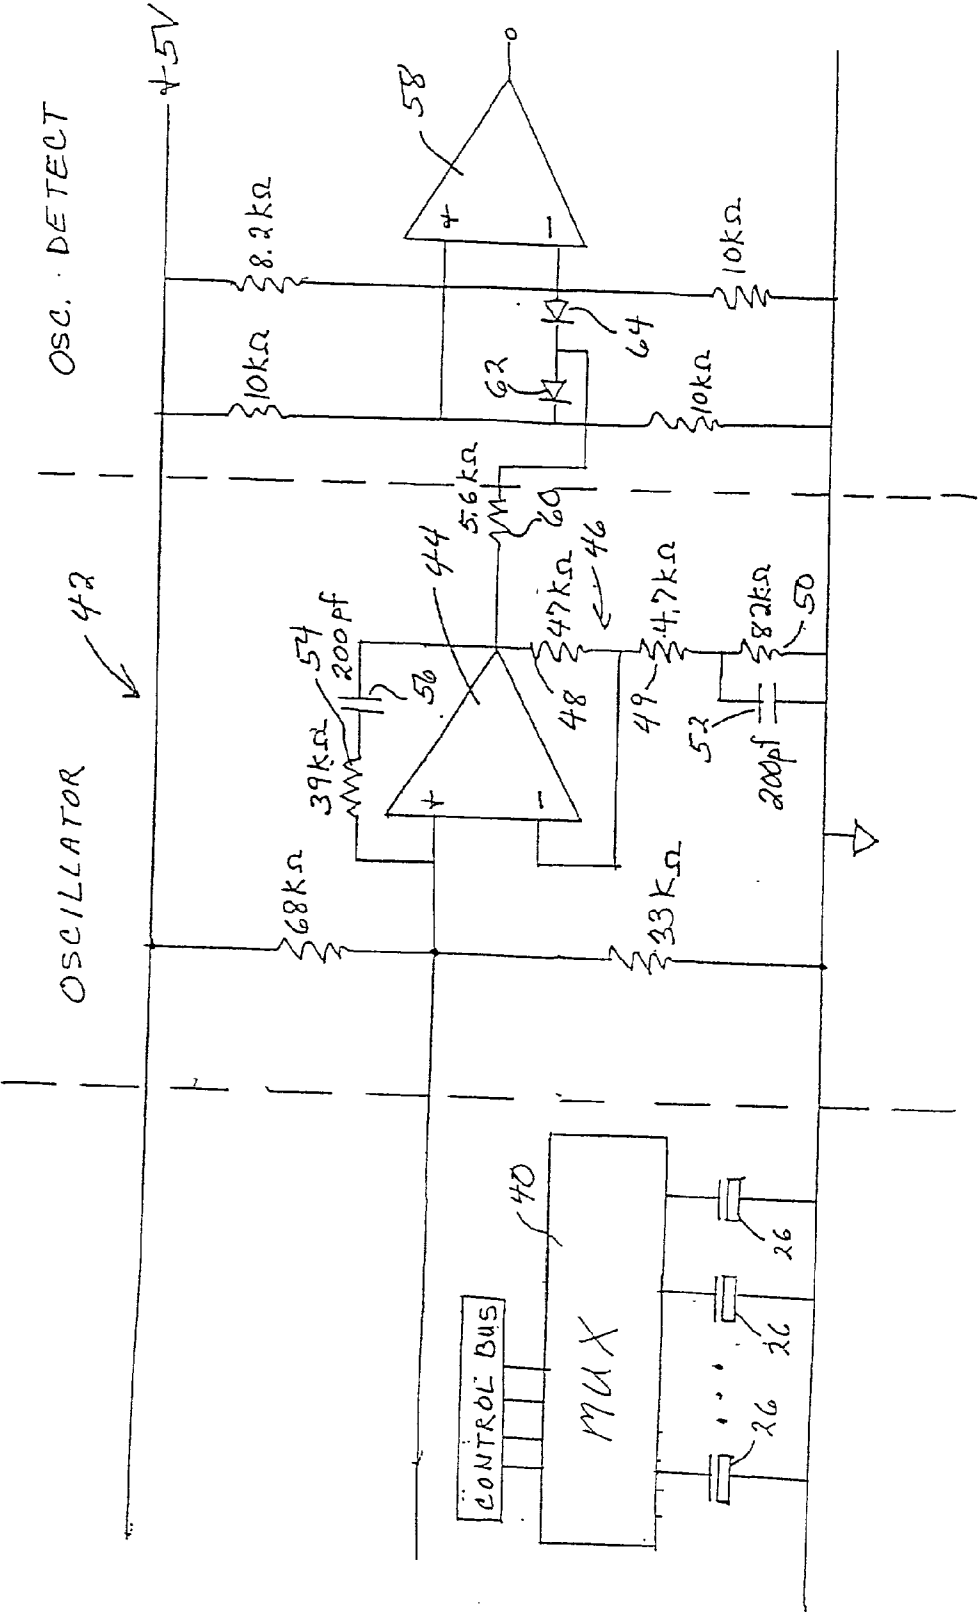 OSCILLATOR
42
OSC. DETECT
+5V
68kΩ
39kΩ
54
200pf
56
44
10kΩ
8.2kΩ
58
+
-
+
-
5.6kΩ
60
62
64
47kΩ
46
48
33kΩ
49
4.7kΩ
10kΩ
10kΩ
52
200pf
82kΩ
50
CONTROL BUS
40
MUX
26
26
26